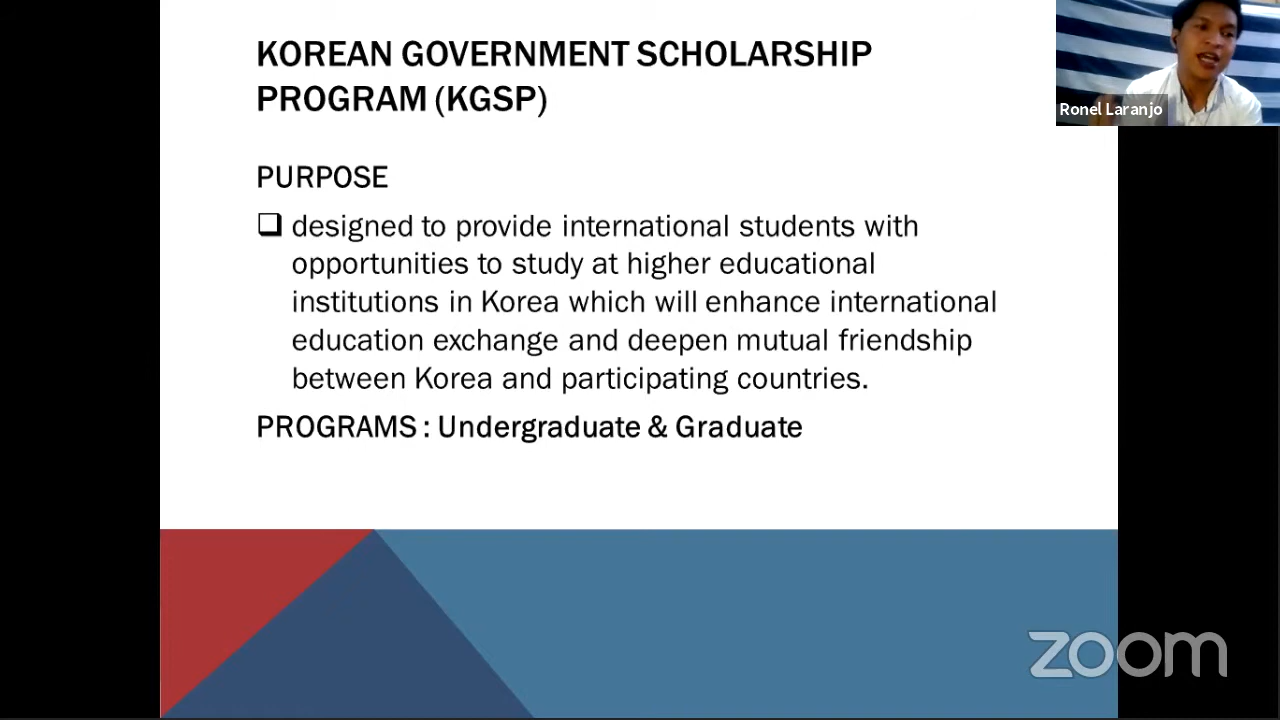 KOREAN GOVERNMENT SCHOLARSHIP
PROGRAM (KGSP)
Ronel Laranjo
PURPOSE
designed to provide international students with
opportunities to study at higher educational
institutions in Korea which will enhance international
education exchange and deepen mutual friendship
between Korea and participating countries.
PROGRAMS : Undergraduate & Graduate
zoom